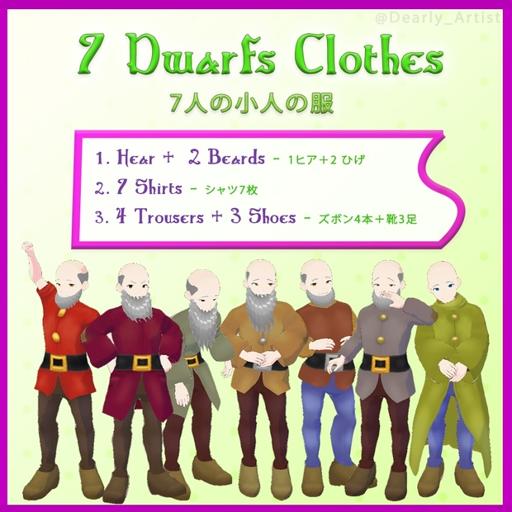 @Dearly_Artist
7 Dwarfs Clothes
7人の小人の服
1. Hear + 2 Beards - 1ヒア+2 ひげ
2. 7 Shirts - シャツ7枚
3. 4 Trousers + 3 Shoes - ズボン4本+靴3足